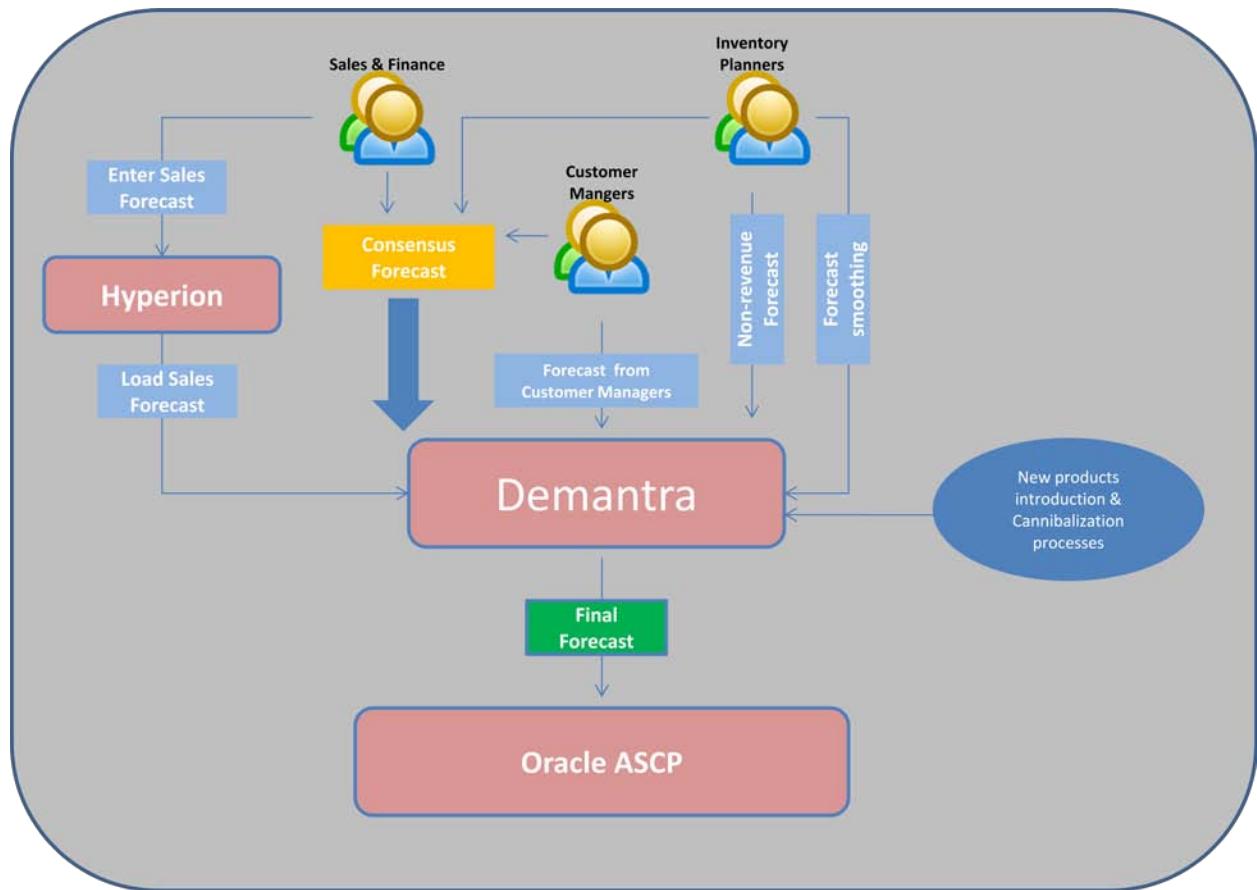 Sales & Finance
Inventory
Planners
Enter Sales
Forecast
Customer
Mangers
Consensus
Forecast
Non-revenue
Forecast
Forecast
smoothing
Hyperion
Load Sales
Forecast
Forecast from
Customer Managers
Demantra
New products
introduction &
Cannibalization
processes
Final
Forecast
Oracle ASCP